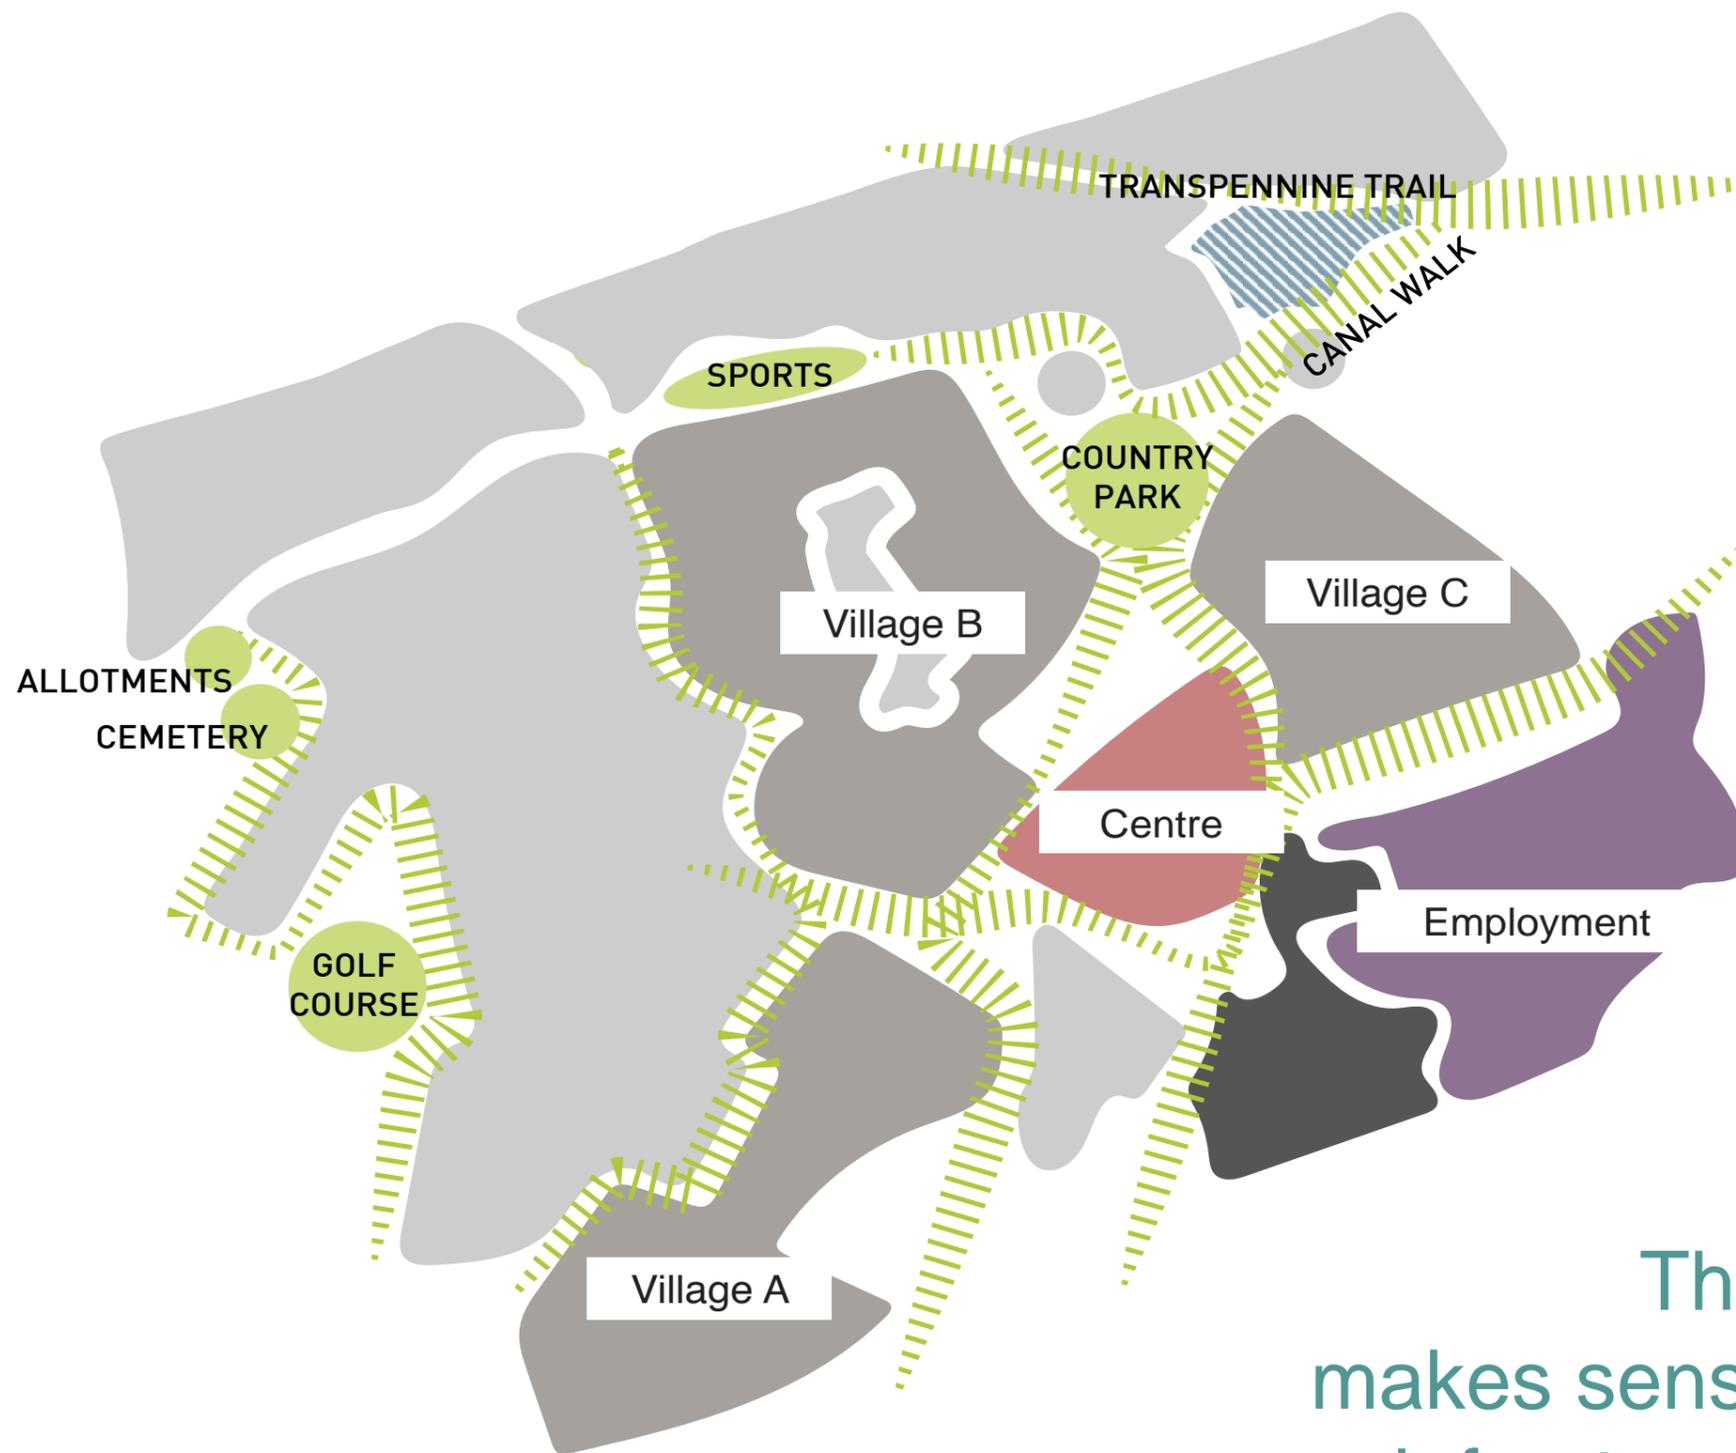 TRANSPENNINE TRAIL
CANAL WALK
SPORTS
COUNTRY
PARK
Village C
Village B
ALLOTMENTS
CEMETERY
Centre
Employment
GOLF
COURSE
Village A
Th
makes sens